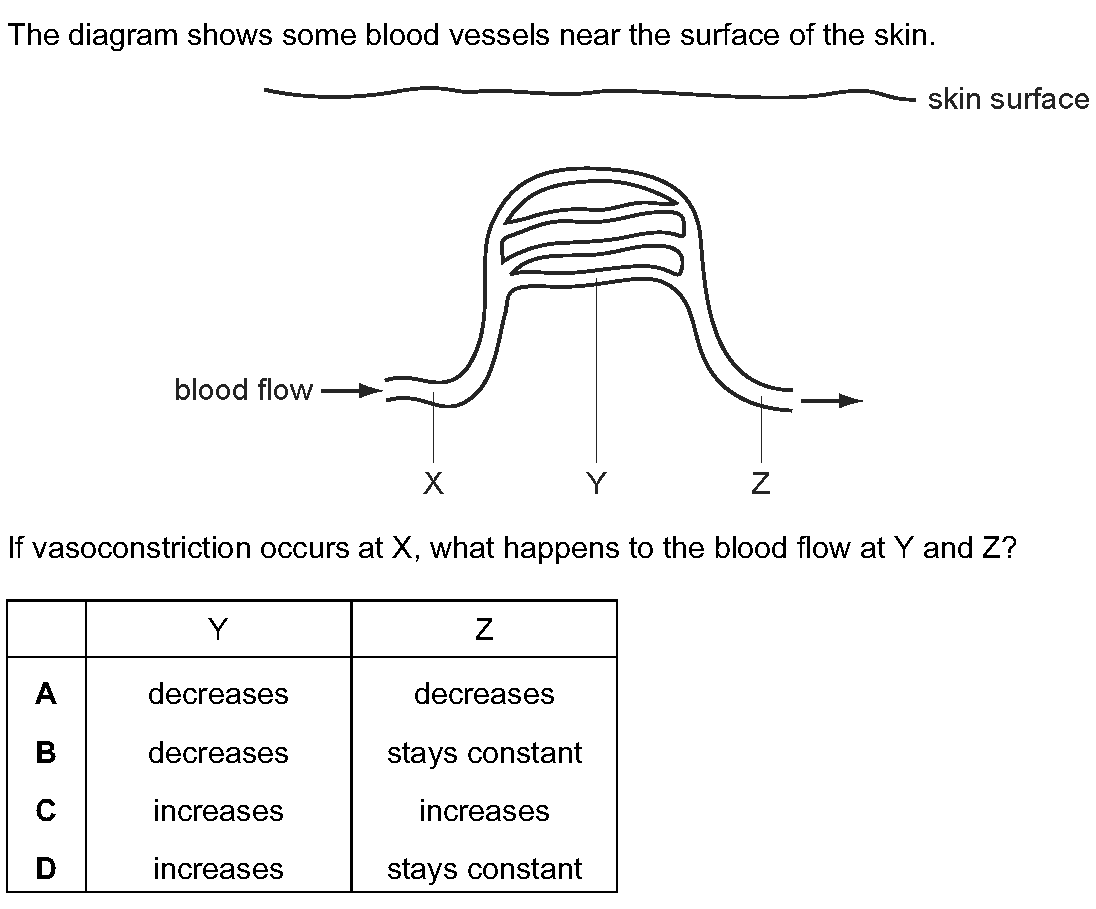 The diagram shows some blood vessels near the surface of the skin.
skin surface
blood flow
X Y Z
If vasoconstriction occurs at X, what happens to the blood flow at Y and Z?
Y Z
A decreases decreases
B decreases stays constant
C increases increases
D increases stays constant